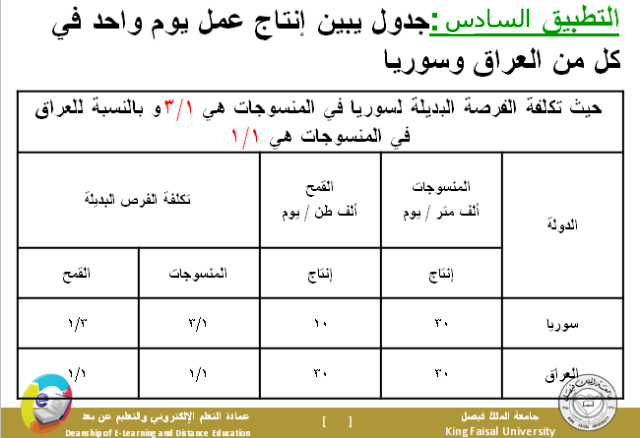 التطبيق السادس :جدول يبين إنتاج عمل يوم واحد في
كل من العراق وسوريا
حيث تكلفة الفرصة البديلة لسوريا في المنسوجات هي ٣/١ و بالنسبة للعراق
في المنسوجات هي ١/١
الدولة
المنسوجات
ألف متر / يوم
القمح
ألف طن / يوم
تكلفة الفرص البديلة
إنتاج
إنتاج
المنسوجات
القمح
سوريا
٣٠
١٠
٣/١
١/٣
العراق
٣٠
٣٠
١/١
١/١
جامعة الملك فيصل
King Faisal University
[ ]
عمادة التعلم الإلكتروني والتعليم عن بعد
Deanship of E-Learning and Distance Education